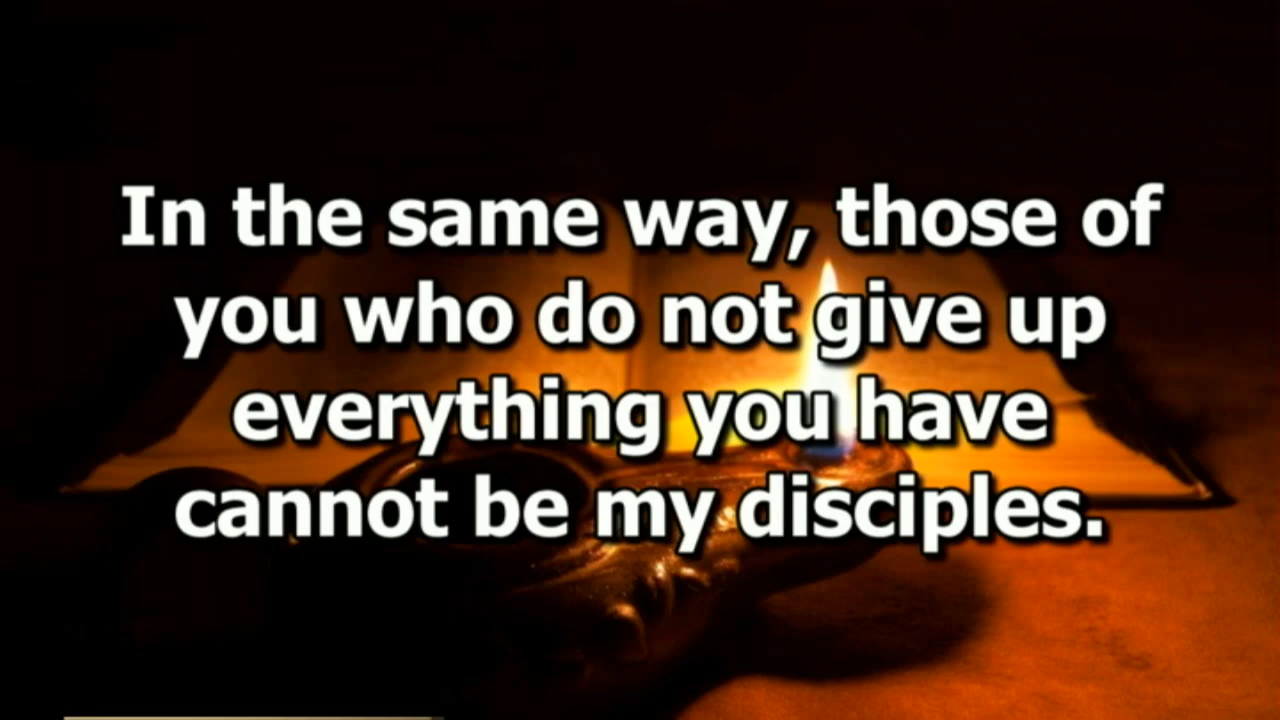 In the same way, those of
you who do not give up
everything you have
cannot be my disciples.